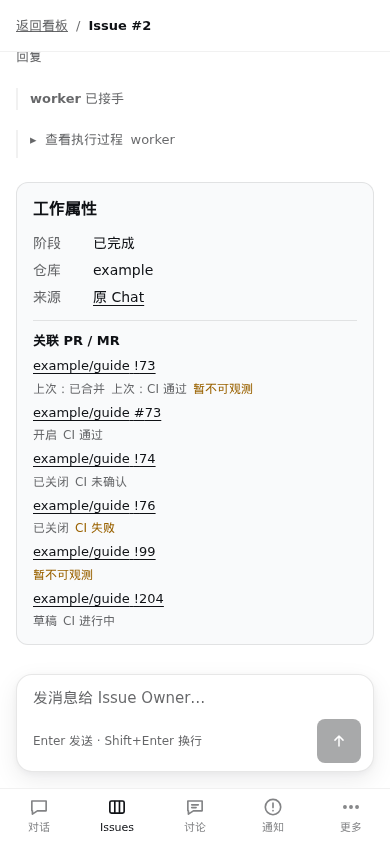 返回看板 / Issue #2
回复
worker 已接手
▸ 查看执行过程 worker
工作属性
阶段 已完成
仓库 example
来源 原 Chat
关联 PR / MR
example/guide !73
上次：已合并 上次：CI 通过 暂不可观测
example/guide #73
开启 CI 通过
example/guide !74
已关闭 CI 未确认
example/guide !76
已关闭 CI 失败
example/guide !99
暂不可观测
example/guide !204
草稿 CI 进行中
发消息给 Issue Owner…
Enter 发送 · Shift+Enter 换行
对话 Issues 讨论 通知 更多